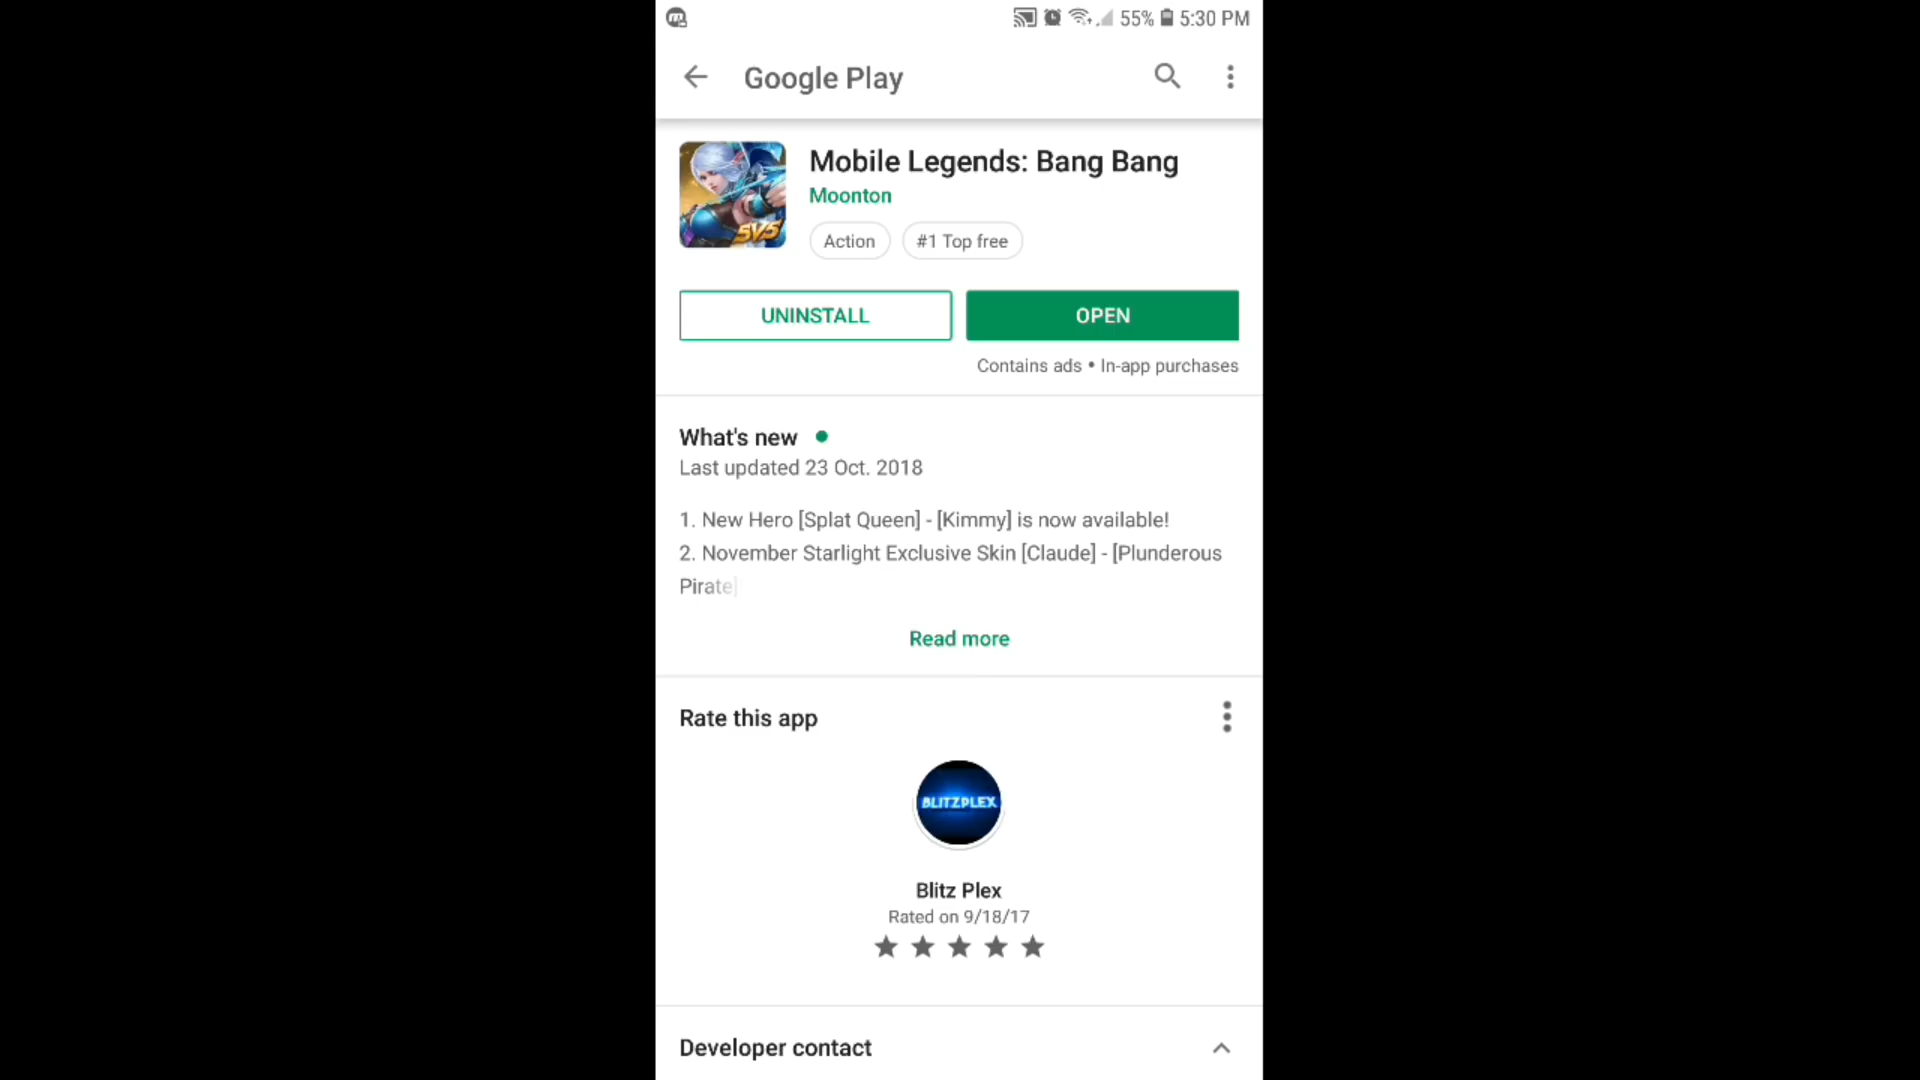 55% 5:30 PM
Google Play
Mobile Legends: Bang Bang
Moonton
5V5
Action #1 Top free
UNINSTALL OPEN
Contains ads • In-app purchases
What's new
Last updated 23 Oct. 2018
1. New Hero [Splat Queen] - [Kimmy] is now available!
2. November Starlight Exclusive Skin [Claude] - [Plunderous
Pirate]
Read more
Rate this app
BLITZPLEX
Blitz Plex
Rated on 9/18/17
Developer contact